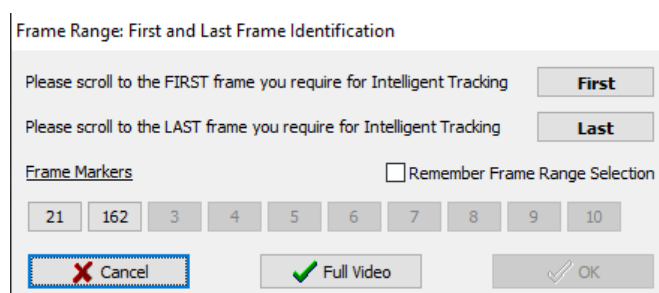 Frame Range: First and Last Frame Identification
Please scroll to the FIRST frame you require for Intelligent Tracking First
Please scroll to the LAST frame you require for Intelligent Tracking Last
Frame Markers Remember Frame Range Selection
21 162 3 4 5 6 7 8 9 10
Cancel Full Video OK